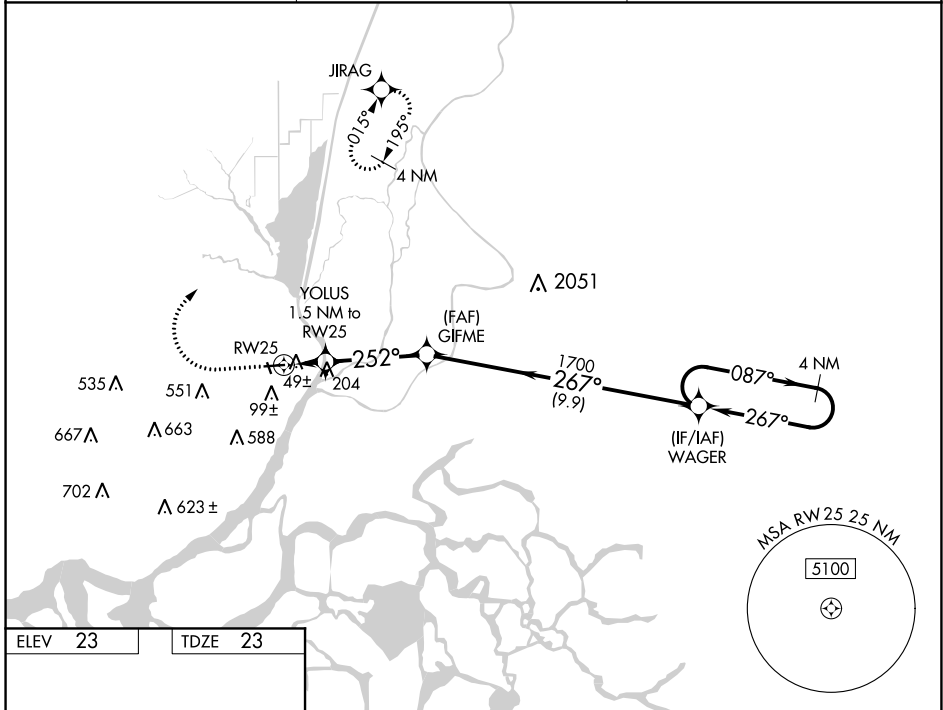 JIRAG
015°
195°
4 NM
2051
YOLUS
1.5 NM to
RW25
(FAF)
GIFME
RW25
252°
1700
267°
(9.9)
087°
4 NM
267°
(IF/IAF)
WAGER
49±
204
535
551
99±
667
663
588
702
623±
MSA RW25 25 NM
5100
ELEV 23
TDZE 23